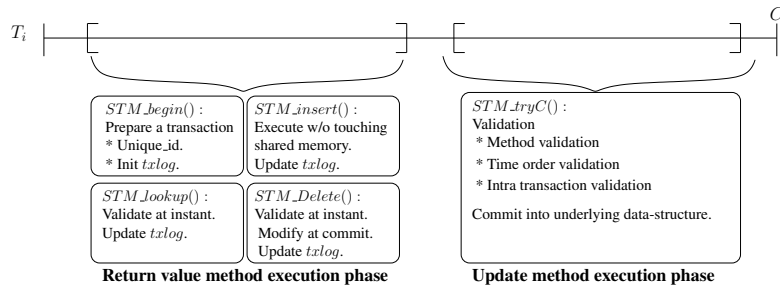 T_i
C
STM_begin() :
Prepare a transaction
* Unique_id.
* Init txlog.
STM_insert() :
Execute w/o touching
shared memory.
Update txlog.
STM_lookup() :
Validate at instant.
Update txlog.
STM_Delete() :
Validate at instant.
Modify at commit.
Update txlog.
Return value method execution phase
STM_tryC() :
Validation
* Method validation
* Time order validation
* Intra transaction validation
Commit into underlying data-structure.
Update method execution phase